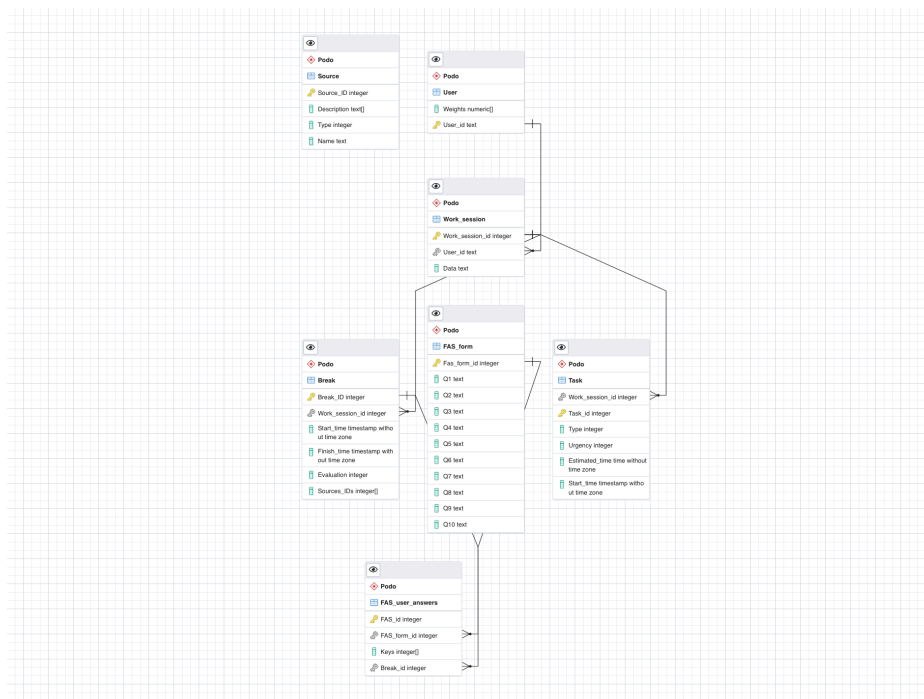 Podo
Source
Source_ID integer
Description text[]
Type integer
Name text
Podo
User
Weights numeric[]
User_id text
Podo
Work_session
Work_session_id integer
User_id text
Data text
Podo
FAS_form
Fas_form_id integer
Q1 text
Q2 text
Q3 text
Q4 text
Q5 text
Q6 text
Q7 text
Q8 text
Q9 text
Q10 text
Podo
Break
Break_ID integer
Work_session_id integer
Start_time timestamp witho
ut time zone
Finish_time timestamp with
out time zone
Evaluation integer
Sources_IDs integer[]
Podo
Task
Work_session_id integer
Task_id integer
Type integer
Urgency integer
Estimated_time time without
time zone
Start_time timestamp witho
ut time zone
Podo
FAS_user_answers
FAS_id integer
FAS_form_id integer
Keys integer[]
Break_id integer